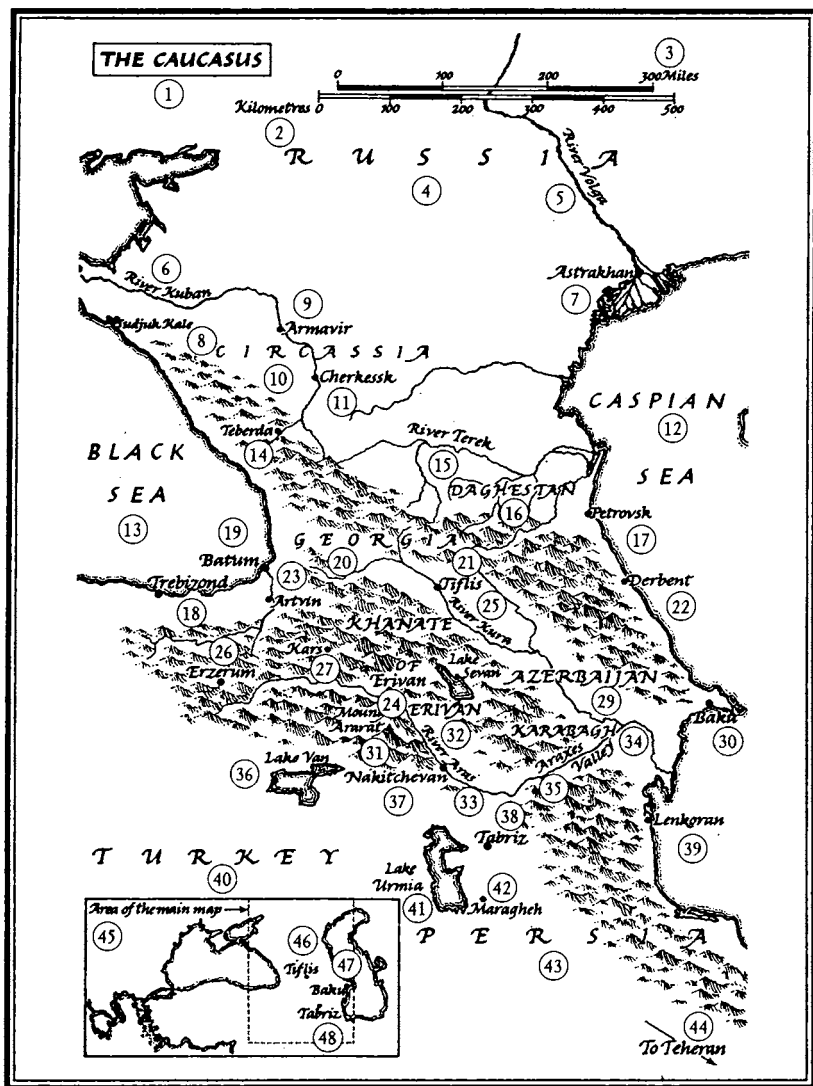 THE CAUCASUS
1
3
0 100 200 300 Miles
Kilometres 0 100 200 300 400 500
2
RUSSIA
4
5
River Volga
6
River Kuban
Astrakhan
7
9
Armavir
Sudjuk Kale
8
CIRCASSIA
10
Cherkessk
11
CASPIAN
12
SEA
Teberda
14
River Terek
15
BLACK
SEA
13
DAGHESTAN
16
Petrovsk
17
19
Batum
GEORGIA
20
21
Trebizond
18
23
Artvin
Tiflis
25
River Kura
Derbent
22
KHANATE
26
Erzerum
Kars
27
OF
Erivan
Lake
Sevan
AZERBAIJAN
29
24
ERIVAN
Mount
Ararat
31
River Aras
32
KARABAGH
34
Baku
30
Lake Van
36
Nakitchevan
37
33
Araxes
Valley
35
38
Tabriz
Lenkoran
39
TURKEY
40
Lake
Urmia
41
42
Maragheh
PERSIA
43
Area of the main map
45
46
Tiflis
47
Baku
Tabriz
48
44
To Teheran